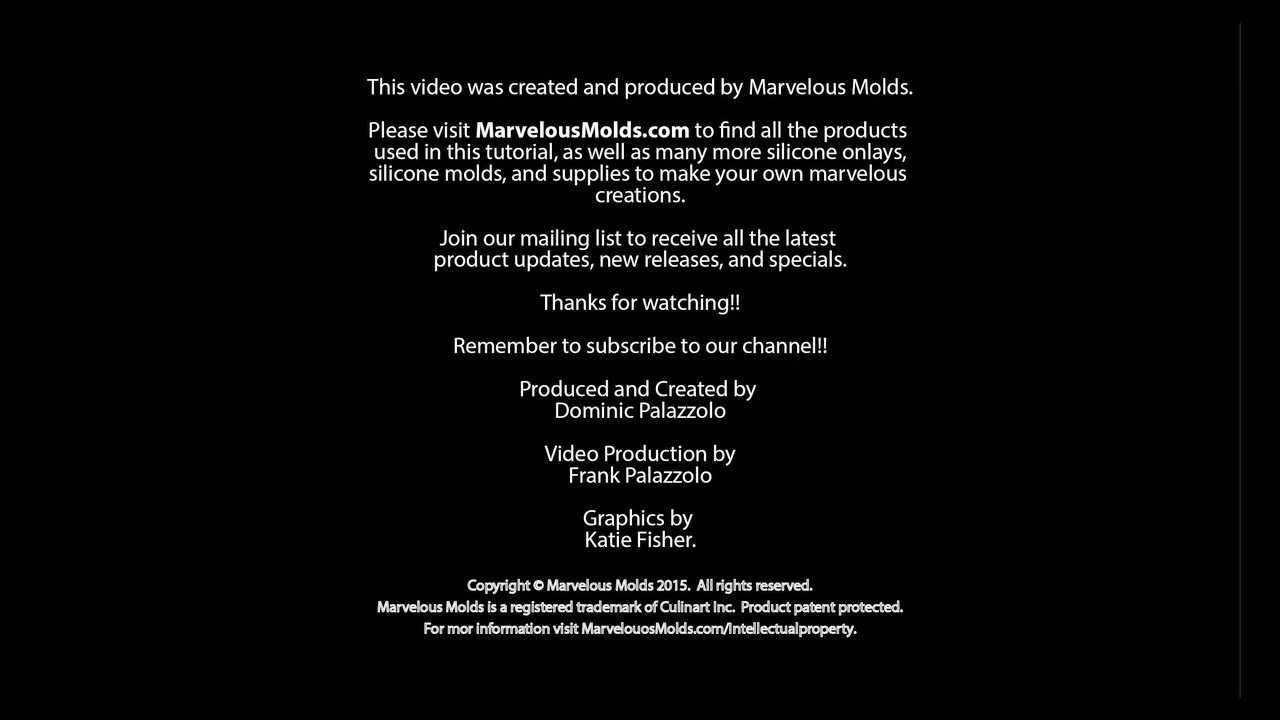 This video was created and produced by Marvelous Molds.
Please visit MarvelousMolds.com to find all the products
used in this tutorial, as well as many more silicone onlays,
silicone molds, and supplies to make your own marvelous
creations.
Join our mailing list to receive all the latest
product updates, new releases, and specials.
Thanks for watching!!
Remember to subscribe to our channel!!
Produced and Created by
Dominic Palazzolo
Video Production by
Frank Palazzolo
Graphics by
Katie Fisher.
Copyright © Marvelous Molds 2015.  All rights reserved.
Marvelous Molds is a registered trademark of Culinart Inc.  Product patent protected.
For mor information visit MarvelouosMolds.com/Intellectualproperty.